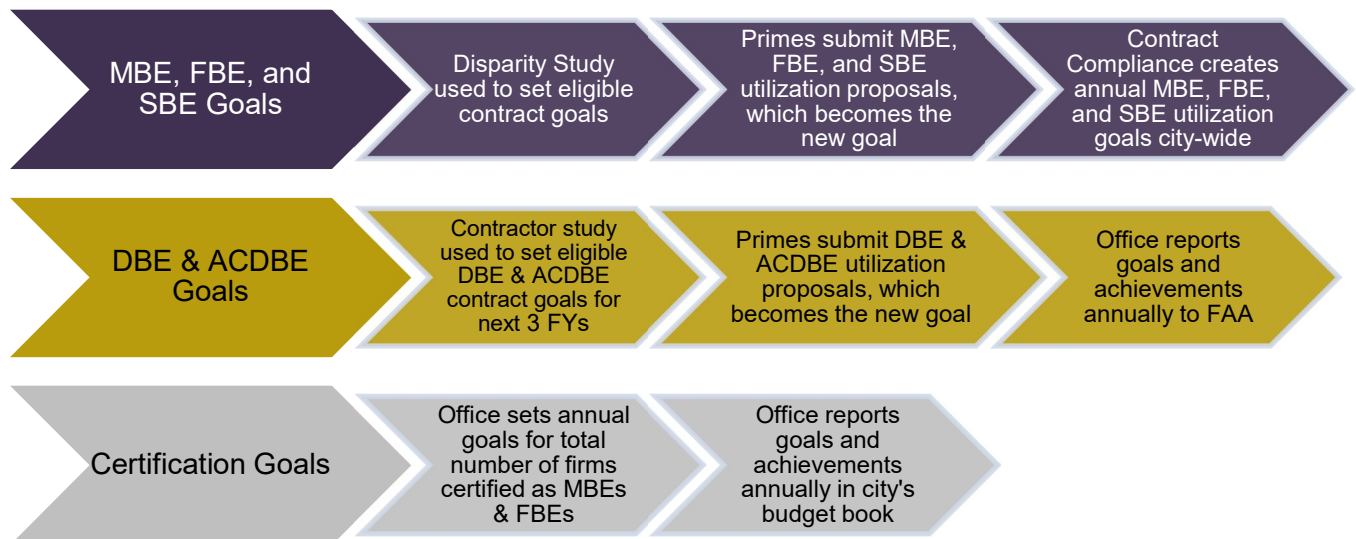 MBE, FBE, and
SBE Goals
Disparity Study
used to set eligible
contract goals
Primes submit MBE,
FBE, and SBE
utilization proposals,
which becomes the
new goal
Contract
Compliance creates
annual MBE, FBE,
and SBE utilization
goals city-wide
DBE & ACDBE
Goals
Contractor study
used to set eligible
DBE & ACDBE
contract goals for
next 3 FYs
Primes submit DBE &
ACDBE utilization
proposals, which
becomes the new goal
Office reports
goals and
achievements
annually to FAA
Certification Goals
Office sets annual
goals for total
number of firms
certified as MBEs
& FBEs
Office reports
goals and
achievements
annually in city's
budget book